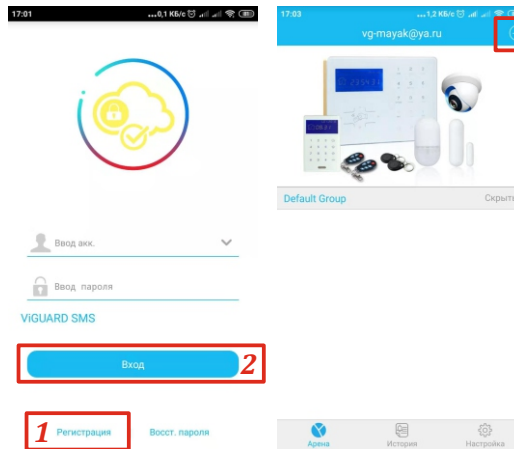 17:01
...0,1 КБ/с
Ввод акк.
Ввод пароля
ViGUARD SMS
Вход
2
1
Регистрация
Восст. пароля
17:03
...1,2 КБ/с
vg-mayak@ya.ru
Default Group
Скрыть
Арена
История
Настройка